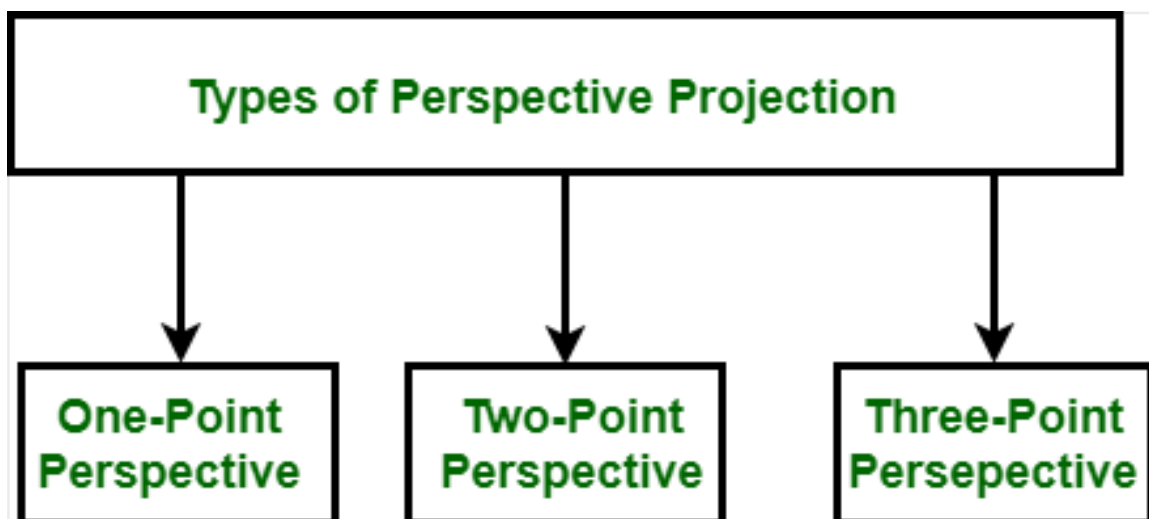 Types of Perspective Projection
One-Point
Perspective
Two-Point
Perspective
Three-Point
Persepective